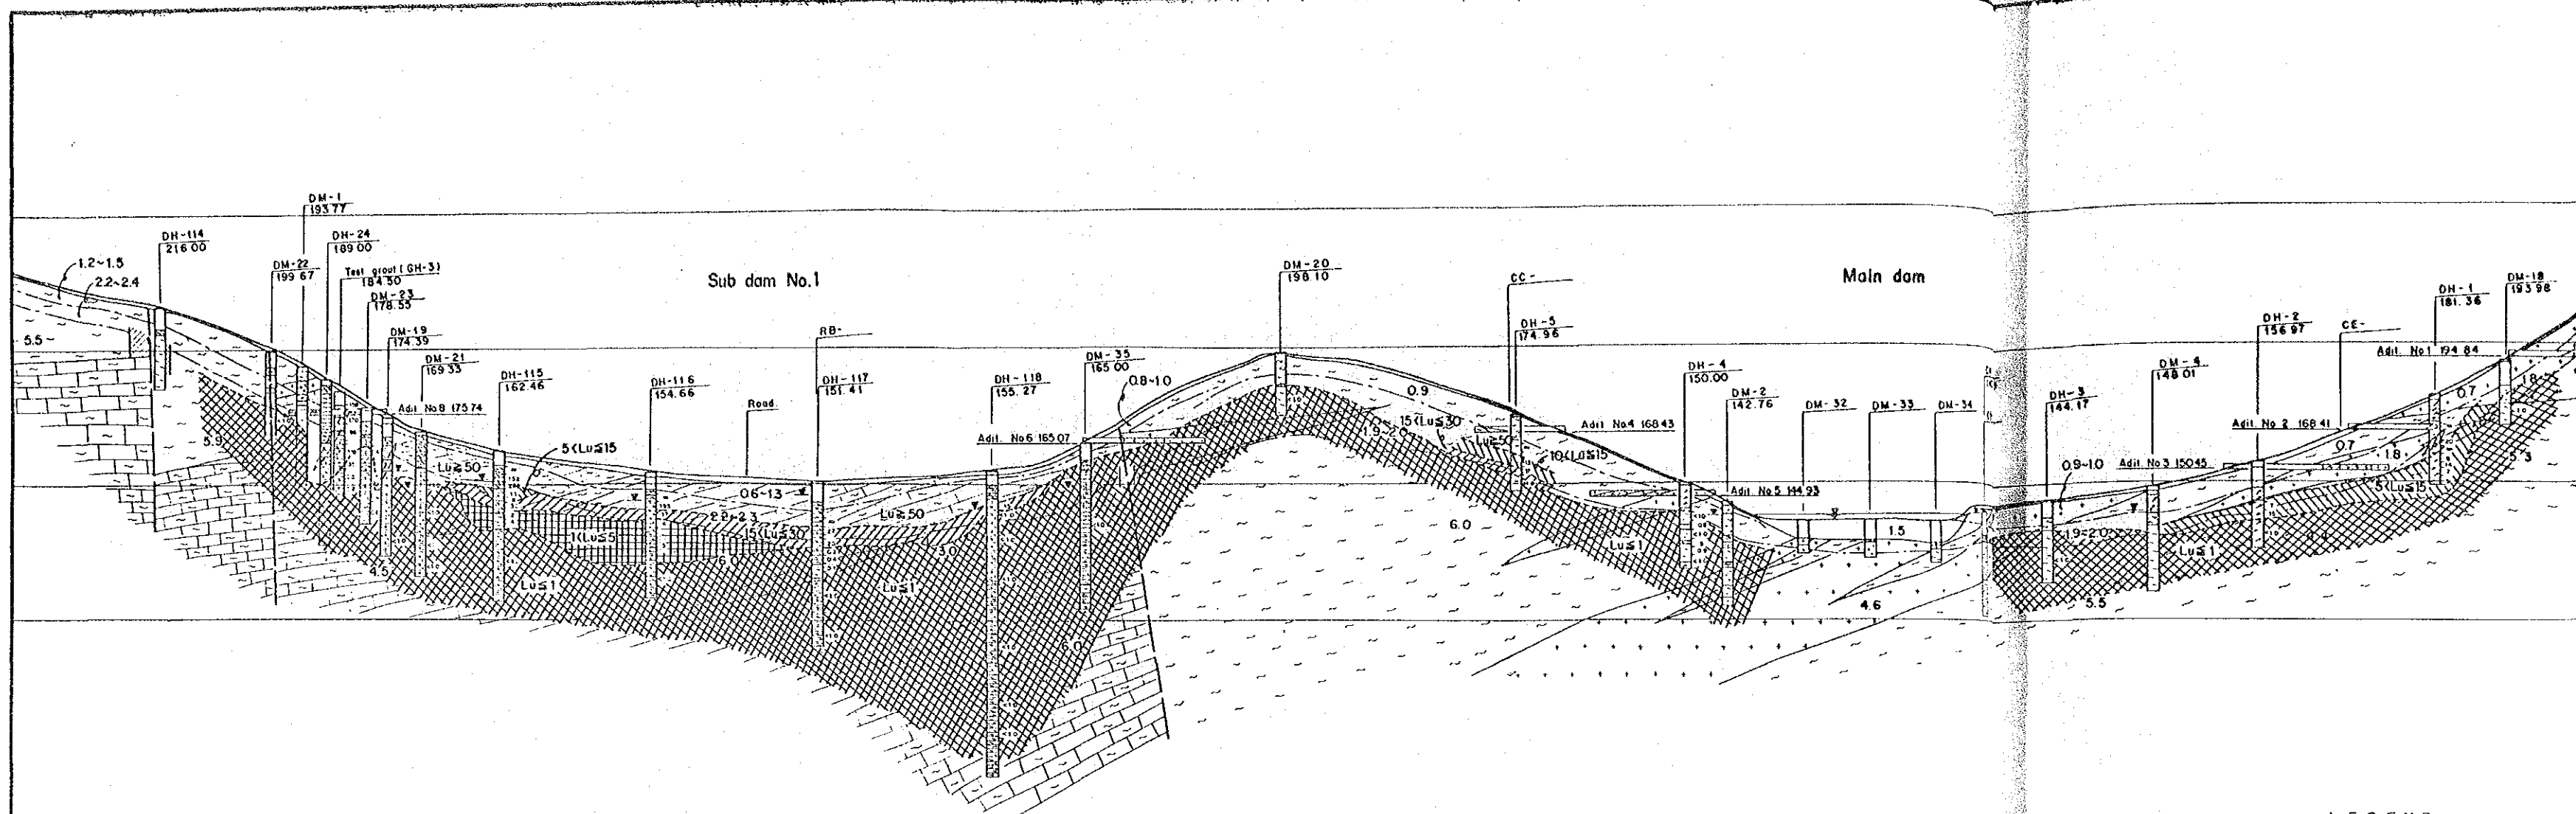 DM-1
193.77
DH-114
216.00
DH-24
189.00
1.2~1.5
DM-22
199.67
Test grout (GH-3)
184.50
2.2~2.4
DM-23
178.55
Sub dam No.1
DM-20
198.10
CC-
Main dam
DM-18
193.98
DH-1
181.36
DM-19
174.39
RB-
DH-5
174.96
DH-2
156.97
CE-
5.5
DM-21
169.33
DM-35
165.00
Adit. No 1 194.84
DH-115
162.46
DH-116
154.66
DH-117
151.41
DH-118
155.27
0.8~1.0
0.9
DH-4
150.00
DM-4
148.01
1.8
0.7
Road
DM-2
142.76
DM-32
DM-33
DM-34
DH-3
144.17
Adit. No 8 175.74
15<Lu≦30
Adit. No.4 168.43
Adit. No. 2 168.41
5.9
Adit. No 6 165.07
1.9~2.0
Lu≧50
0.7
5<Lu≦15
10<Lu≦15
1.8
5.3
Lu≧50
0.9~1.0
Adit. No 3 150.45
0.6~1.3
Adit. No 5 144.93
5<Lu≦15
2.2~2.3
Lu≧50
6.0
1.5
1.9~2.0
1<Lu≦5
15<Lu≦30
3.0
Lu≦1
Lu≦1
6.0
4.5
Lu≦1
Lu≦1
4.6
5.5
6.0